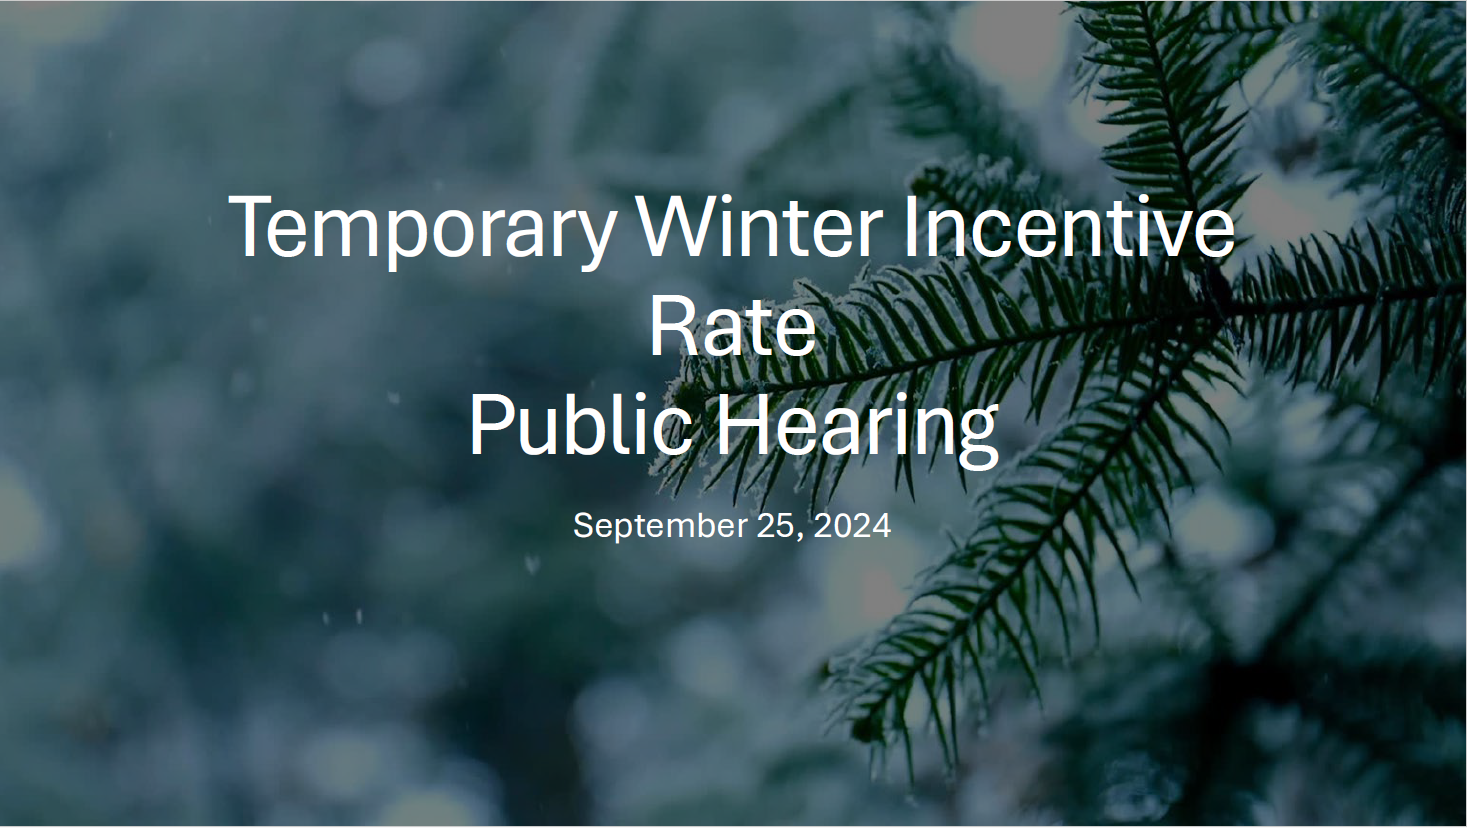 Temporary Winter Incentive
Rate
Public Hearing
September 25, 2024